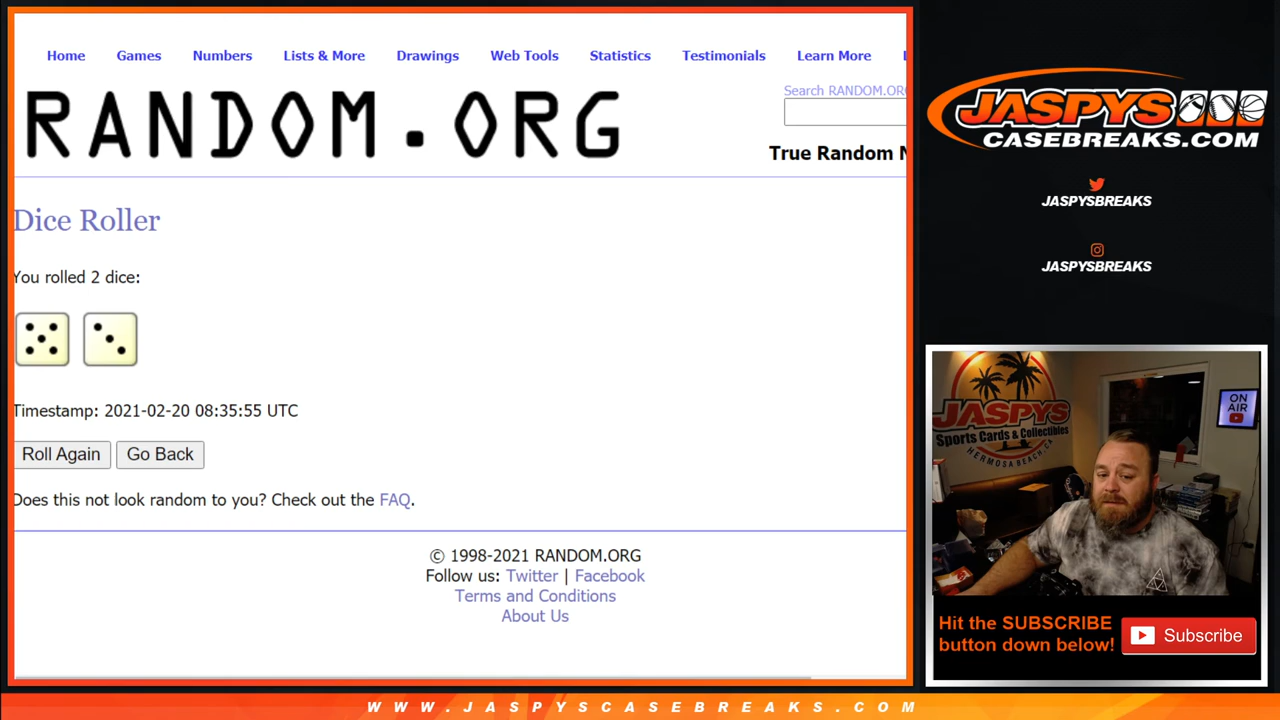 Home Games Numbers Lists & More Drawings Web Tools Statistics Testimonials Learn More
RANDOM.ORG
Search RANDOM.ORG
True Random N
Dice Roller
You rolled 2 dice:
Timestamp: 2021-02-20 08:35:55 UTC
Roll Again Go Back
Does this not look random to you? Check out the FAQ.
© 1998-2021 RANDOM.ORG
Follow us: Twitter | Facebook
Terms and Conditions
About Us
JASPYS
CASEBREAKS.COM
JASPYSBREAKS
JASPYSBREAKS
JASPYS
Sports Cards & Collectibles
HERMOSA BEACH, CA
ON
AIR
Hit the SUBSCRIBE
button down below!
Subscribe
WWW.JASPYSCASEBREAKS.COM